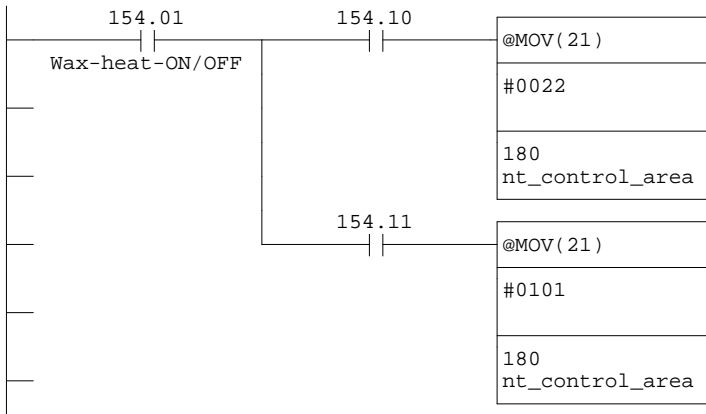 154.01
154.10
Wax-heat-ON/OFF
@MOV(21)
#0022
180
nt_control_area
154.11
@MOV(21)
#0101
180
nt_control_area